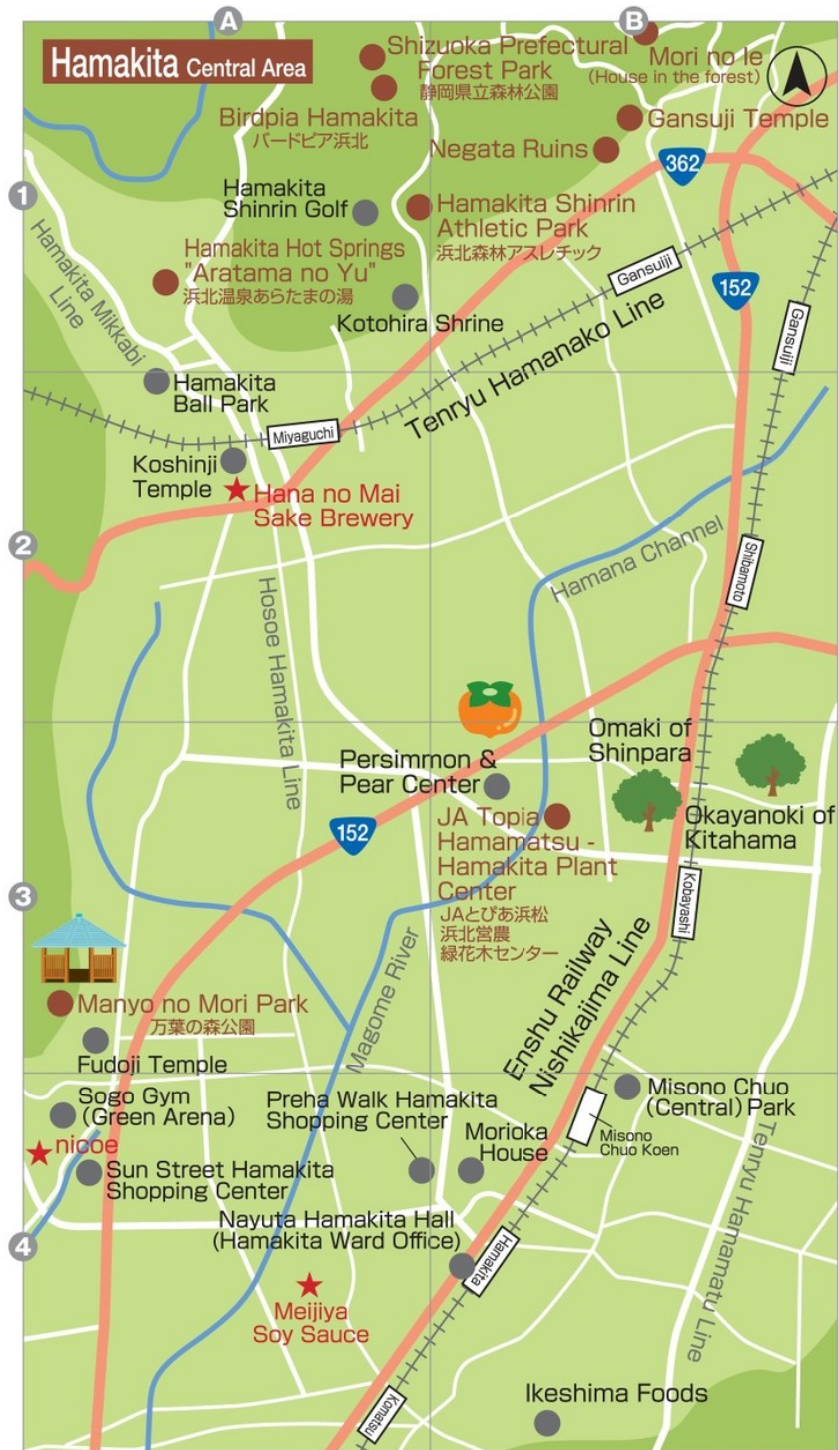 A
B
Hamakita Central Area
Shizuoka Prefectural
Forest Park
静岡県立森林公園
Mori no Ie
(House in the forest)
Birdpia Hamakita
バードピア浜北
Gansuji Temple
Negata Ruins
362
1
Hamakita
Shinrin Golf
Hamakita Shinrin
Athletic Park
浜北森林アスレチック
Hamakita Mikkabi
Line
Hamakita Hot Springs
"Aratama no Yu"
浜北温泉あらたまの湯
Gansuiji
152
Kotohira Shrine
Gansuiji
Tenryu Hamanako Line
Hamakita
Ball Park
Miyaguchi
Koshinji
Temple
Hana no Mai
Sake Brewery
2
Hamana Channel
Shibamoto
Hosoe Hamakita Line
Omaki of
Shinpara
Persimmon &
Pear Center
152
JA Topia
Hamamatsu -
Hamakita Plant
Center
JAとぴあ浜松
浜北営農
緑花木センター
Okayanoki of
Kitahama
3
Kobayashi
Magome River
Enshu Railway
Nishikajima Line
Manyo no Mori Park
万葉の森公園
Fudoji Temple
Sogo Gym
(Green Arena)
Preha Walk Hamakita
Shopping Center
Misono Chuo
(Central) Park
Morioka
House
Misono
Chuo Koen
nicoe
Sun Street Hamakita
Shopping Center
Tenryu Hamamatu Line
Nayuta Hamakita Hall
(Hamakita Ward Office)
4
Hamakita
Meijiya
Soy Sauce
Komatsu
Ikeshima Foods